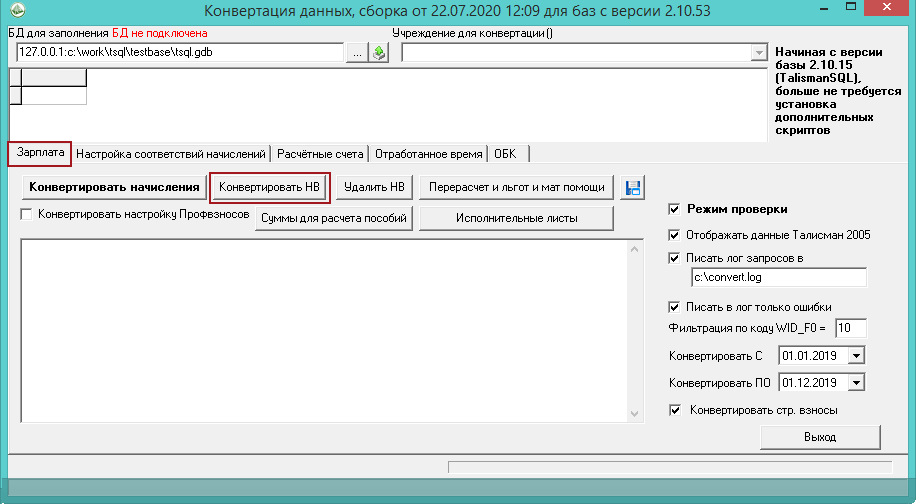 Конвертация данных, сборка от 22.07.2020 12:09 для баз с версии 2.10.53
БД для заполнения БД не подключена
Учреждение для конвертации()
127.0.0.1:c:\work\tsql\testbase\tsql.gdb
...
Начиная с версии
базы 2.10.15
(TalismanSQL),
больше не требуется
установка
дополнительных
скриптов
Зарплата
Настройка соответствий начислений
Расчётные счета
Отработанное время
ОБК
Конвертировать начисления
Конвертировать НВ
Удалить НВ
Перерасчет и льгот и мат помощи
Конвертировать настройку Профвзносов
Суммы для расчета пособий
Исполнительные листы
Режим проверки
Отображать данные Талисман 2005
Писать лог запросов в
c:\convert.log
Писать в лог только ошибки
Фильтрация по коду WID_F0 = 10
Конвертировать С 01.01.2019
Конвертировать ПО 01.12.2019
Конвертировать стр. взносы
Выход